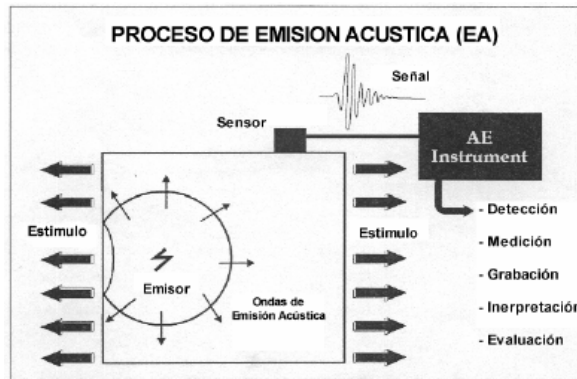 PROCESO DE EMISION ACUSTICA (EA)
Señal
Sensor
AE
Instrument
Estimulo
Estimulo
Emisor
Ondas de
Emisión Acústica
- Detección
- Medición
- Grabación
- Inerpretación
- Evaluación